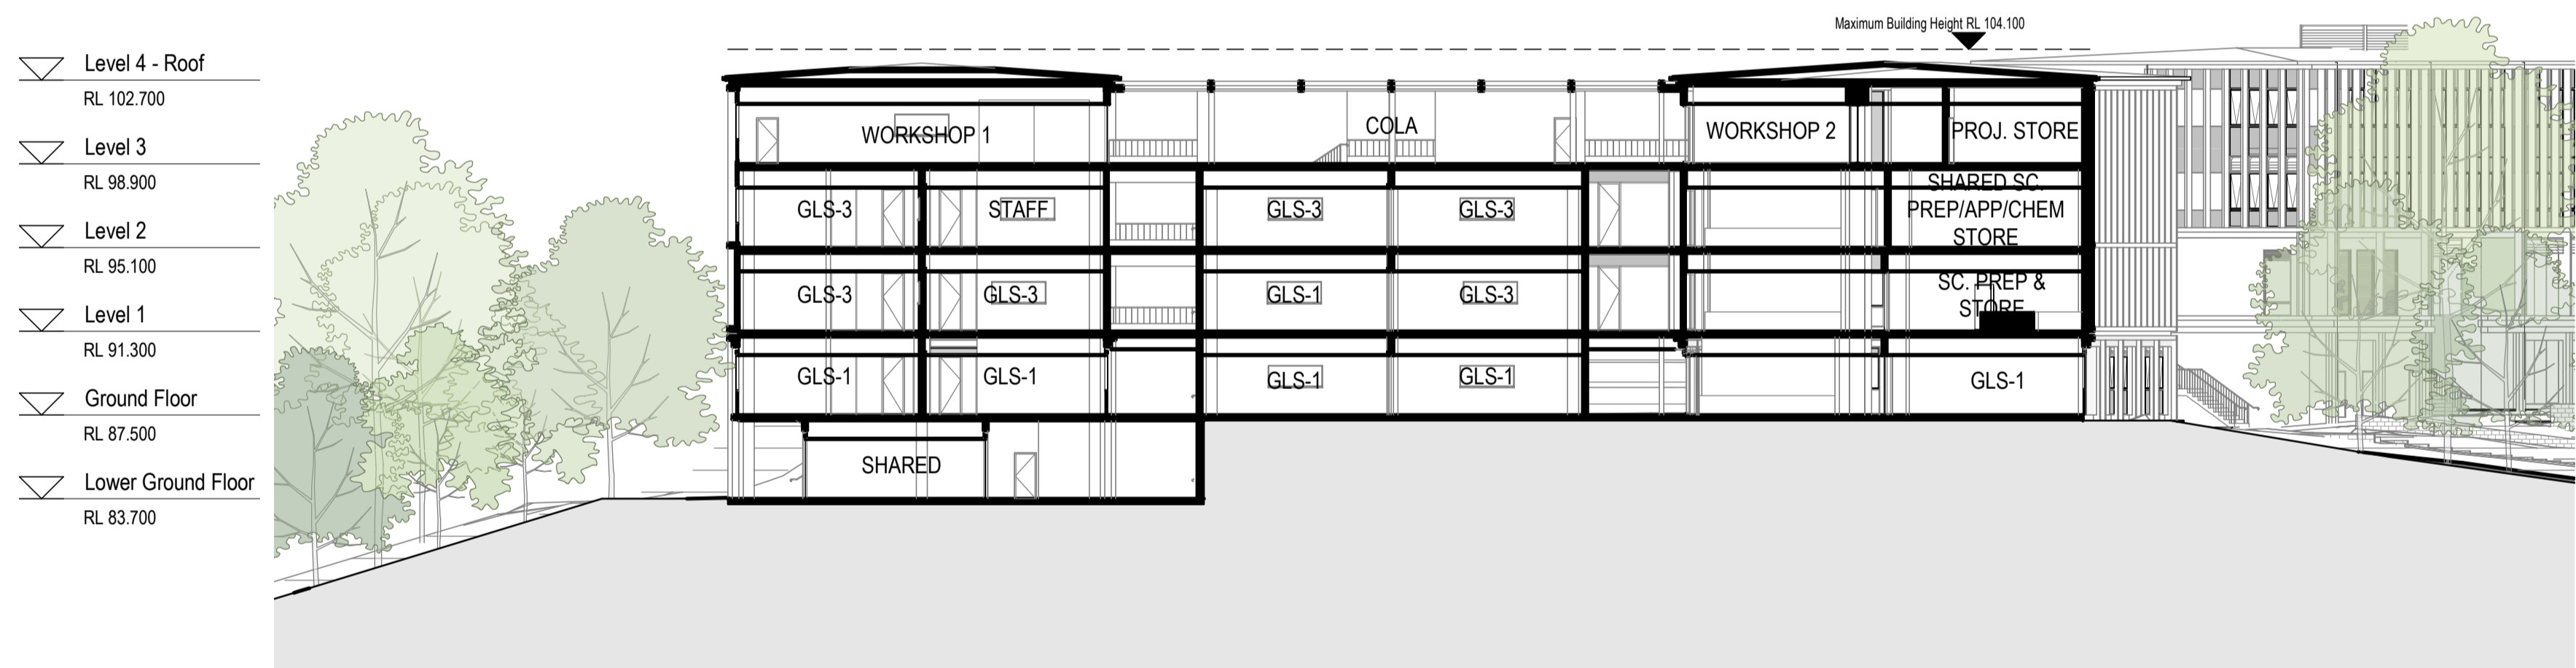 Maximum Building Height RL 104.100
Level 4 - Roof
RL 102.700
Level 3
RL 98.900
Level 2
RL 95.100
Level 1
RL 91.300
Ground Floor
RL 87.500
Lower Ground Floor
RL 83.700
WORKSHOP 1
COLA
WORKSHOP 2
PROJ. STORE
GLS-3
STAFF
GLS-3
GLS-3
SHARED SC.
PREP/APP/CHEM
STORE
GLS-3
GLS-3
GLS-1
GLS-3
SC. PREP &
STORE
GLS-1
GLS-1
GLS-1
GLS-1
GLS-1
SHARED